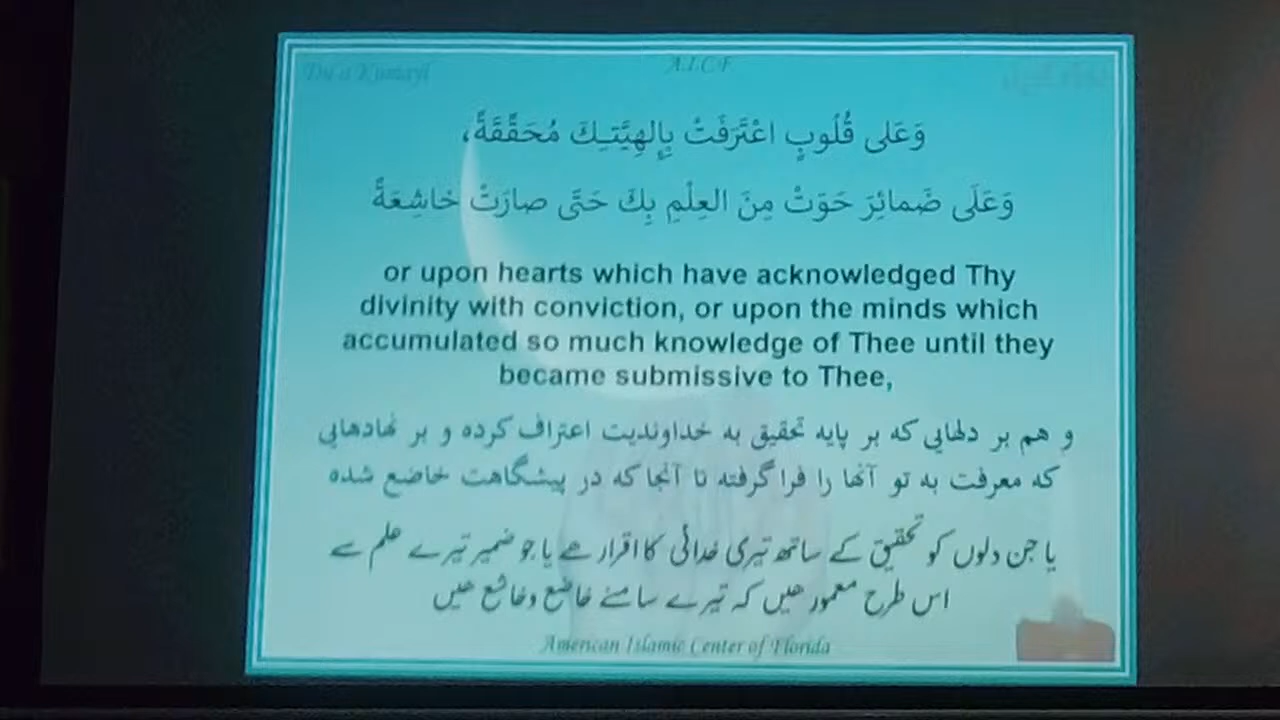 Du'a Kumayl
A.I.C.F
دعاء كميل
وَعَلى قُلُوبٍ اعْتَرَفَتْ بِإِلهِيَّتِكَ مُحَقِّقَةً،
وَعَلَى ضَمائِرَ حَوَتْ مِنَ العِلْمِ بِكَ حَتَّى صارَتْ خاشِعَةً
or upon hearts which have acknowledged Thy
divinity with conviction, or upon the minds which
accumulated so much knowledge of Thee until they
became submissive to Thee,
و هم بر دلهایی که بر پایه تحقیق به خداوندیت اعتراف کرده و بر نهادهایی
که معرفت به تو آنها را فرا گرفته تا آنجا که در پیشگاهت خاضع شده
یا جن دلوں کو تحقیق کے ساتھ تیری خدائی کا اقرار ھے یا جو ضمیر تیرے علم سے
اس طرح معمور ھیں کہ تیرے سامنے خاضع وخاشع ھیں
American Islamic Center of Florida